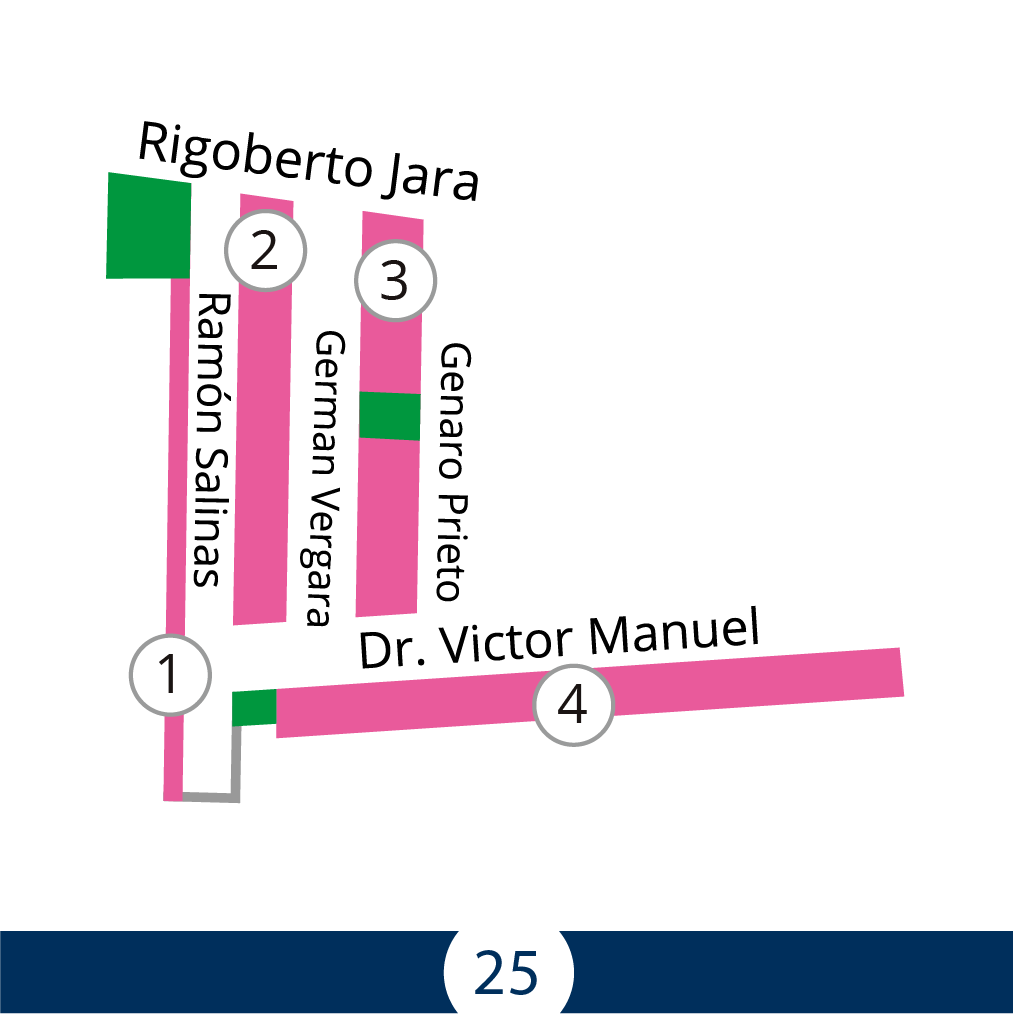 Rigoberto Jara
2
3
Ramón Salinas
German Vergara
Genaro Prieto
Dr. Victor Manuel
1
4
25